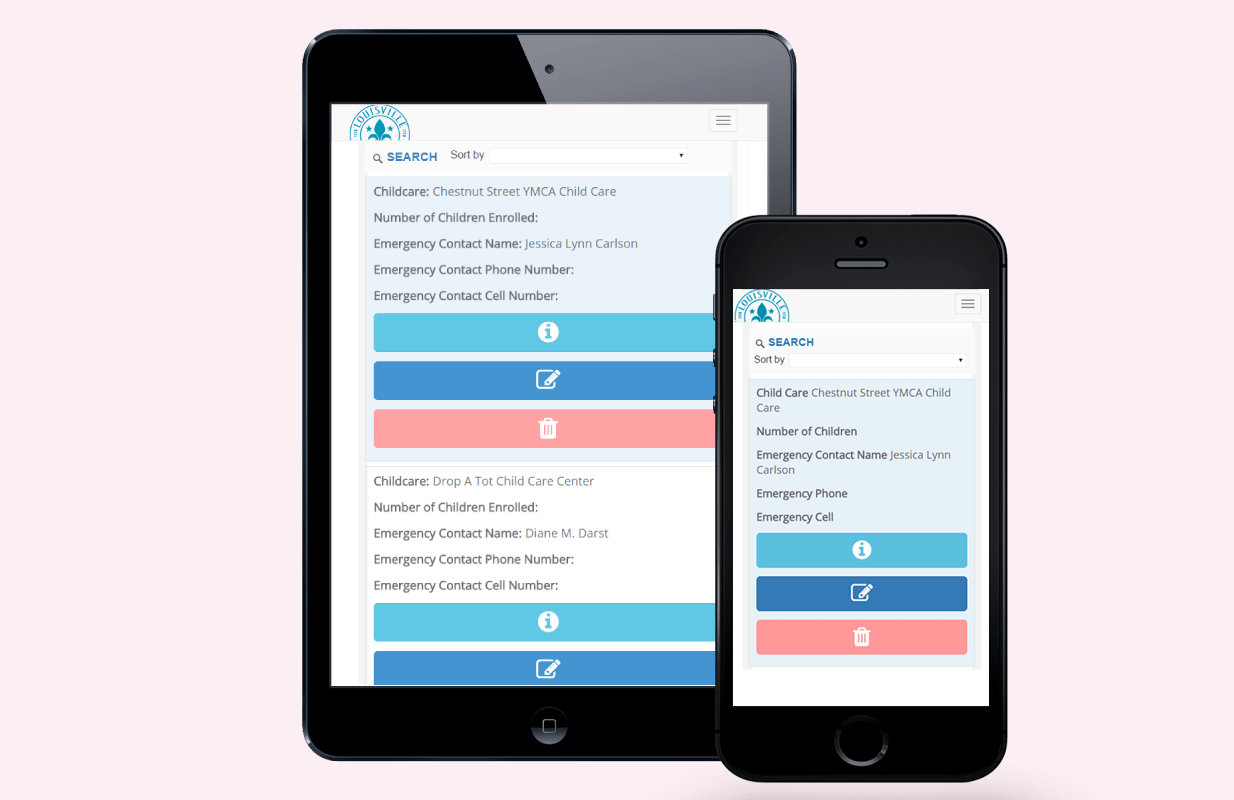 LOUISVILLE
SEARCH Sort by
Childcare: Chestnut Street YMCA Child Care
Number of Children Enrolled:
Emergency Contact Name: Jessica Lynn Carlson
Emergency Contact Phone Number:
Emergency Contact Cell Number:
Childcare: Drop A Tot Child Care Center
Number of Children Enrolled:
Emergency Contact Name: Diane M. Darst
Emergency Contact Phone Number:
Emergency Contact Cell Number:
LOUISVILLE
SEARCH
Sort by
Child Care Chestnut Street YMCA Child
Care
Number of Children
Emergency Contact Name Jessica Lynn
Carlson
Emergency Phone
Emergency Cell